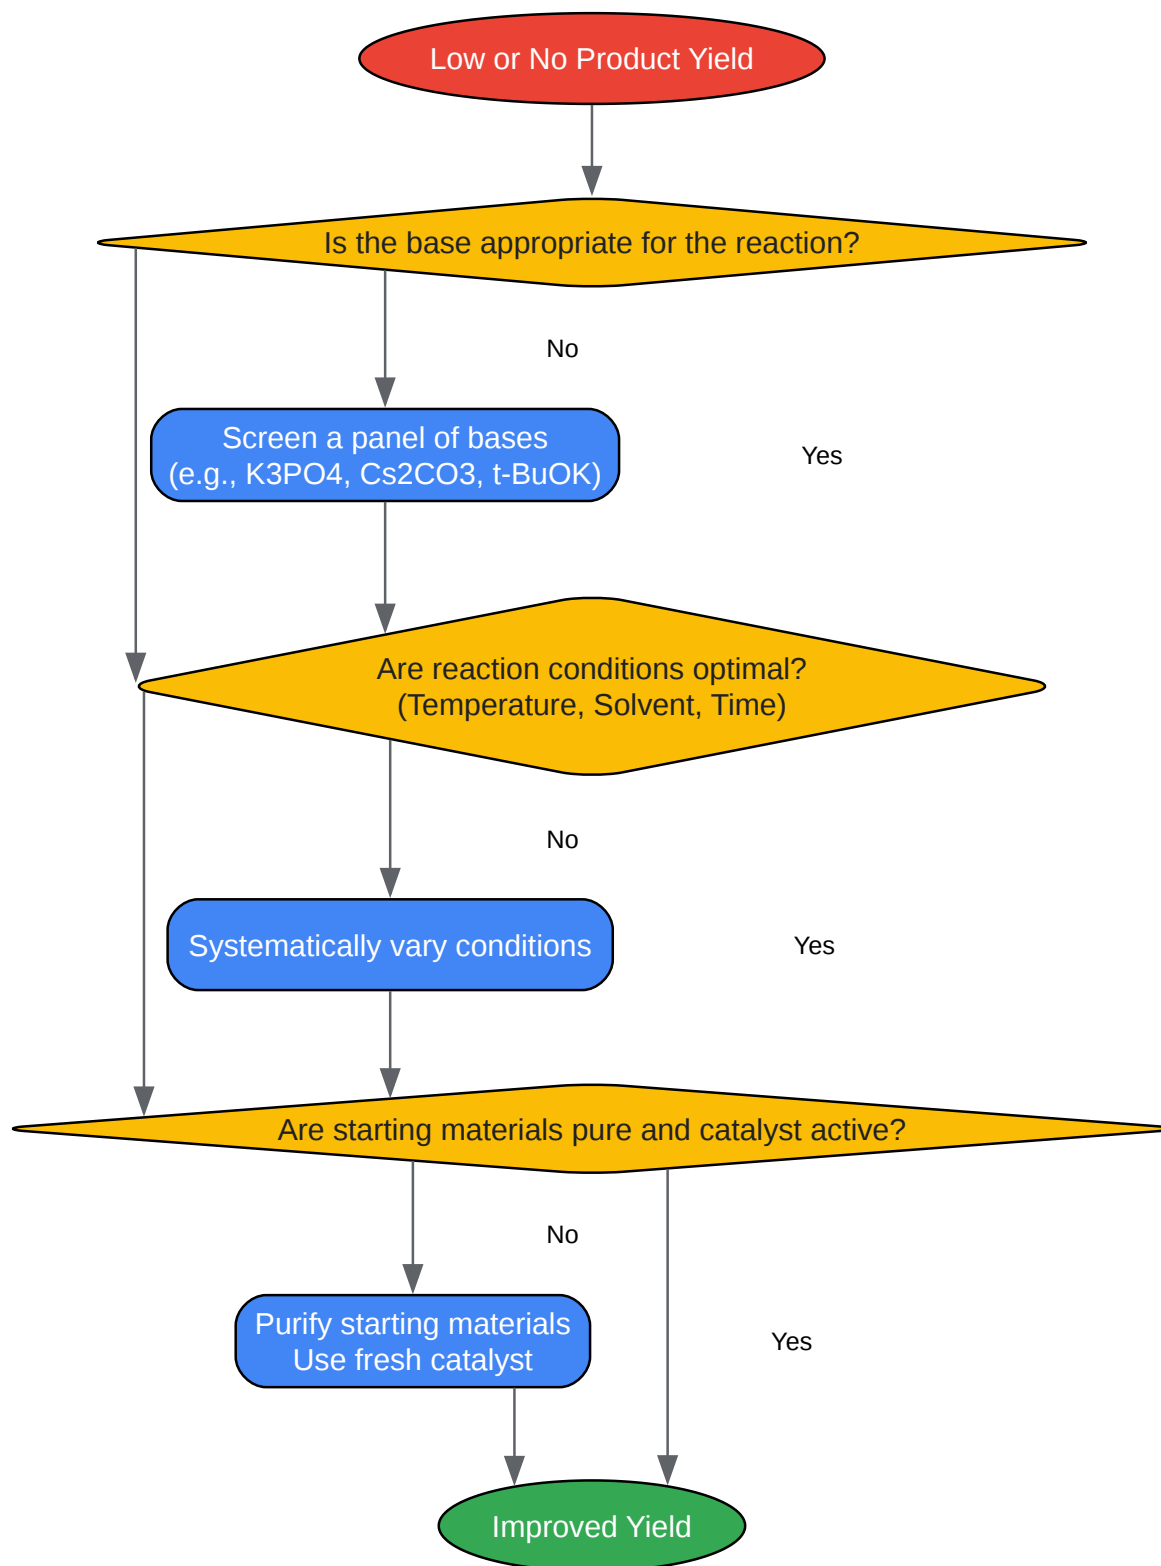 Low or No Product Yield
Is the base appropriate for the reaction?
No
Screen a panel of bases
(e.g., K3PO4, Cs2CO3, t-BuOK)
Yes
Are reaction conditions optimal?
(Temperature, Solvent, Time)
No
Systematically vary conditions
Yes
Are starting materials pure and catalyst active?
No
Purify starting materials
Use fresh catalyst
Yes
Improved Yield